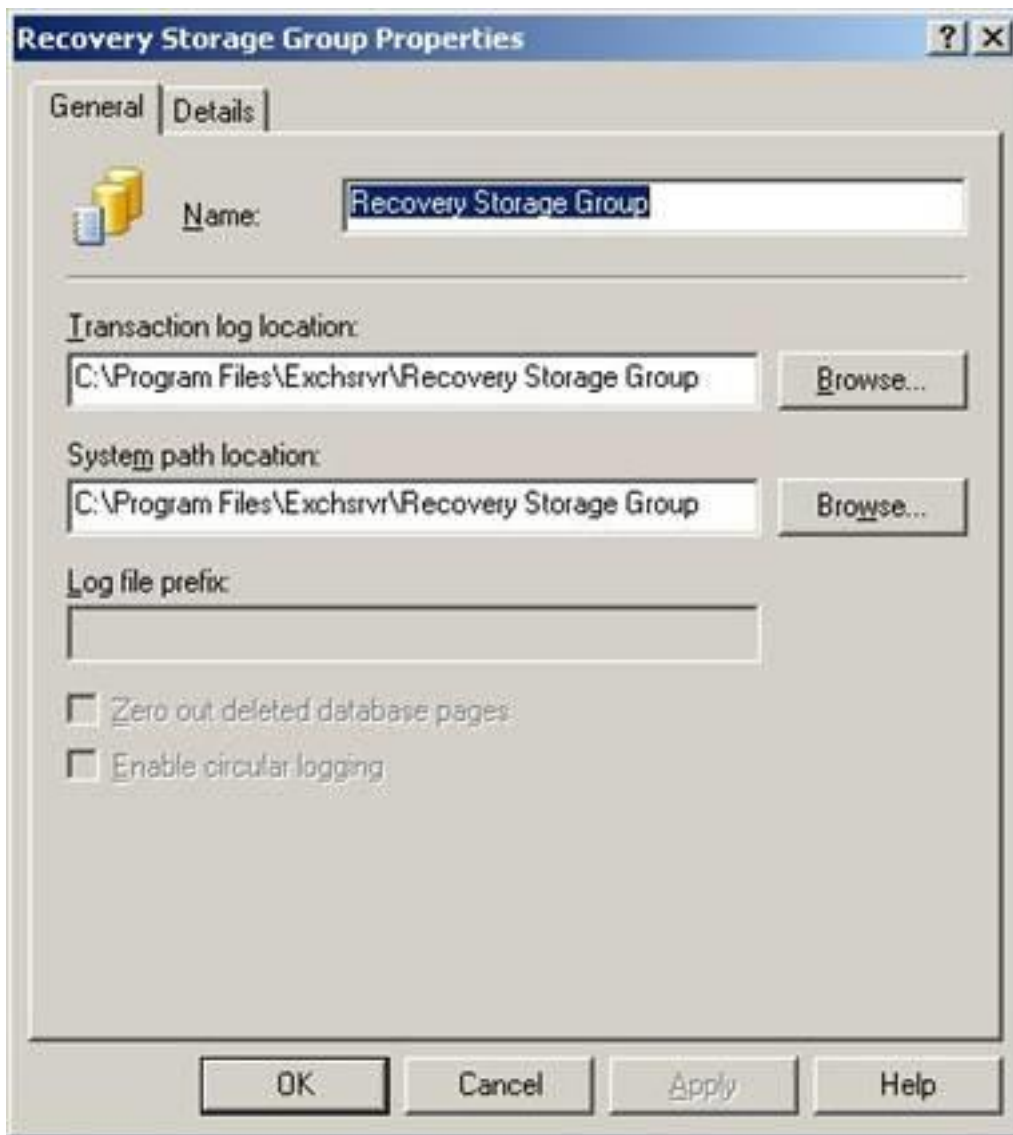 Recovery Storage Group Properties
General
Details
Name:
Recovery Storage Group
Transaction log location:
C:\Program Files\Exchsrvr\Recovery Storage Group
Browse...
System path location:
C:\Program Files\Exchsrvr\Recovery Storage Group
Browse...
Log file prefix:
Zero out deleted database pages
Enable circular logging
OK
Cancel
Apply
Help